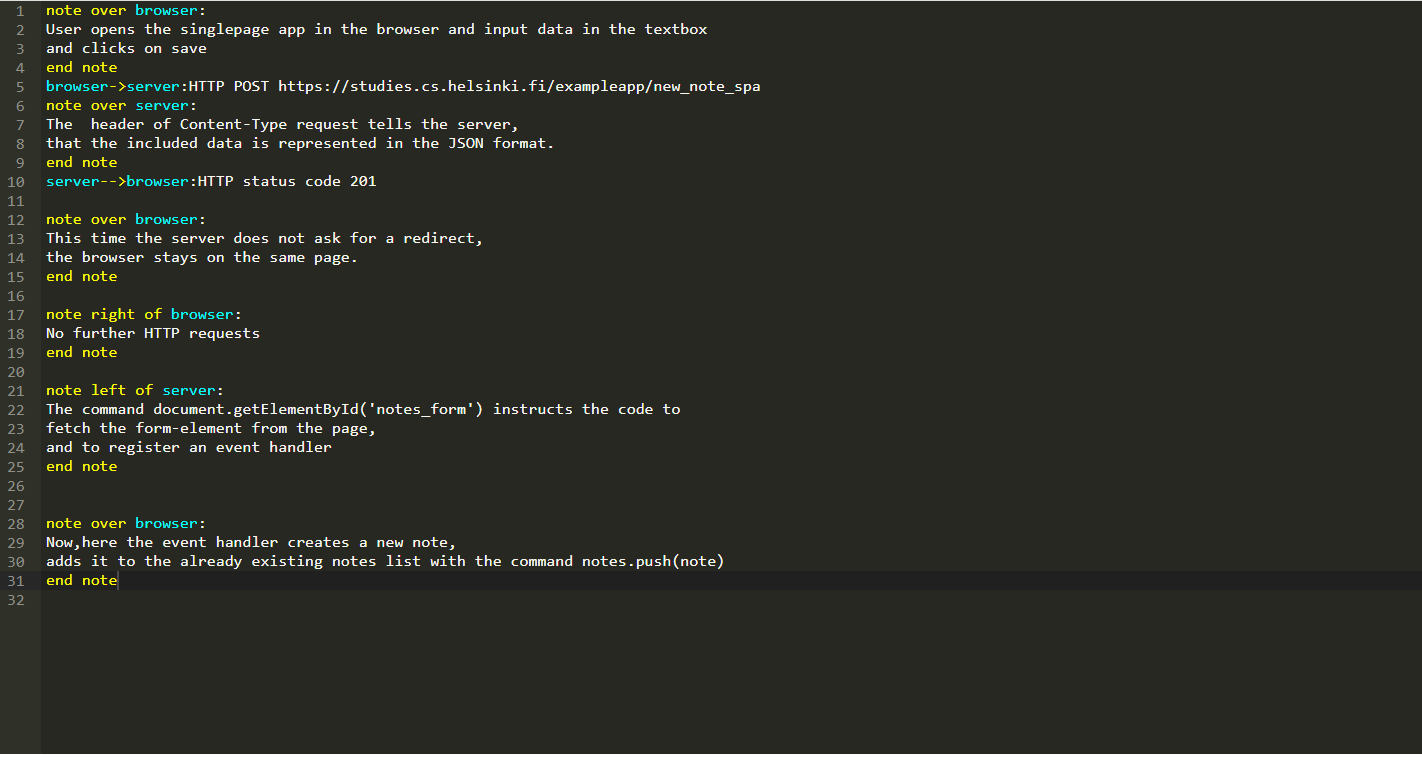 1 note over browser:
2 User opens the singlepage app in the browser and input data in the textbox
3 and clicks on save
4 end note
5 browser->server:HTTP POST https://studies.cs.helsinki.fi/exampleapp/new_note_spa
6 note over server:
7 The  header of Content-Type request tells the server,
8 that the included data is represented in the JSON format.
9 end note
10 server-->browser:HTTP status code 201
11
12 note over browser:
13 This time the server does not ask for a redirect,
14 the browser stays on the same page.
15 end note
16
17 note right of browser:
18 No further HTTP requests
19 end note
20
21 note left of server:
22 The command document.getElementById('notes_form') instructs the code to
23 fetch the form-element from the page,
24 and to register an event handler
25 end note
26
27
28 note over browser:
29 Now,here the event handler creates a new note,
30 adds it to the already existing notes list with the command notes.push(note)
31 end note
32